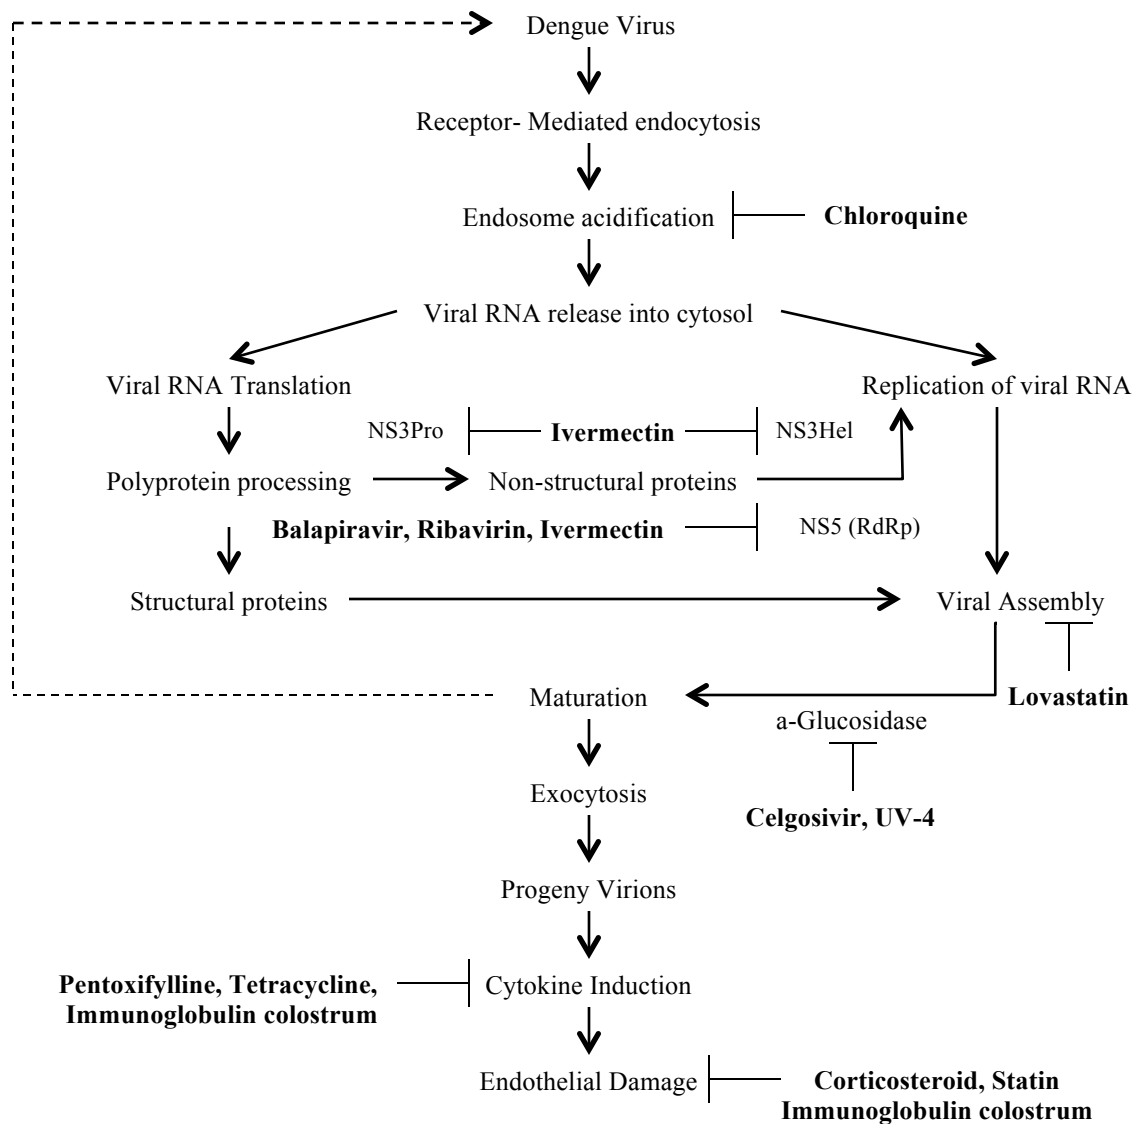 Dengue Virus
Receptor- Mediated endocytosis
Endosome acidification
Chloroquine
Viral RNA release into cytosol
Viral RNA Translation
Replication of viral RNA
NS3Pro
Ivermectin
NS3Hel
Polyprotein processing
Non-structural proteins
Balapiravir, Ribavirin, Ivermectin
NS5 (RdRp)
Structural proteins
Viral Assembly
Maturation
Lovastatin
a-Glucosidase
Exocytosis
Celgosivir, UV-4
Progeny Virions
Pentoxifylline, Tetracycline,
Immunoglobulin colostrum
Cytokine Induction
Endothelial Damage
Corticosteroid, Statin
Immunoglobulin colostrum